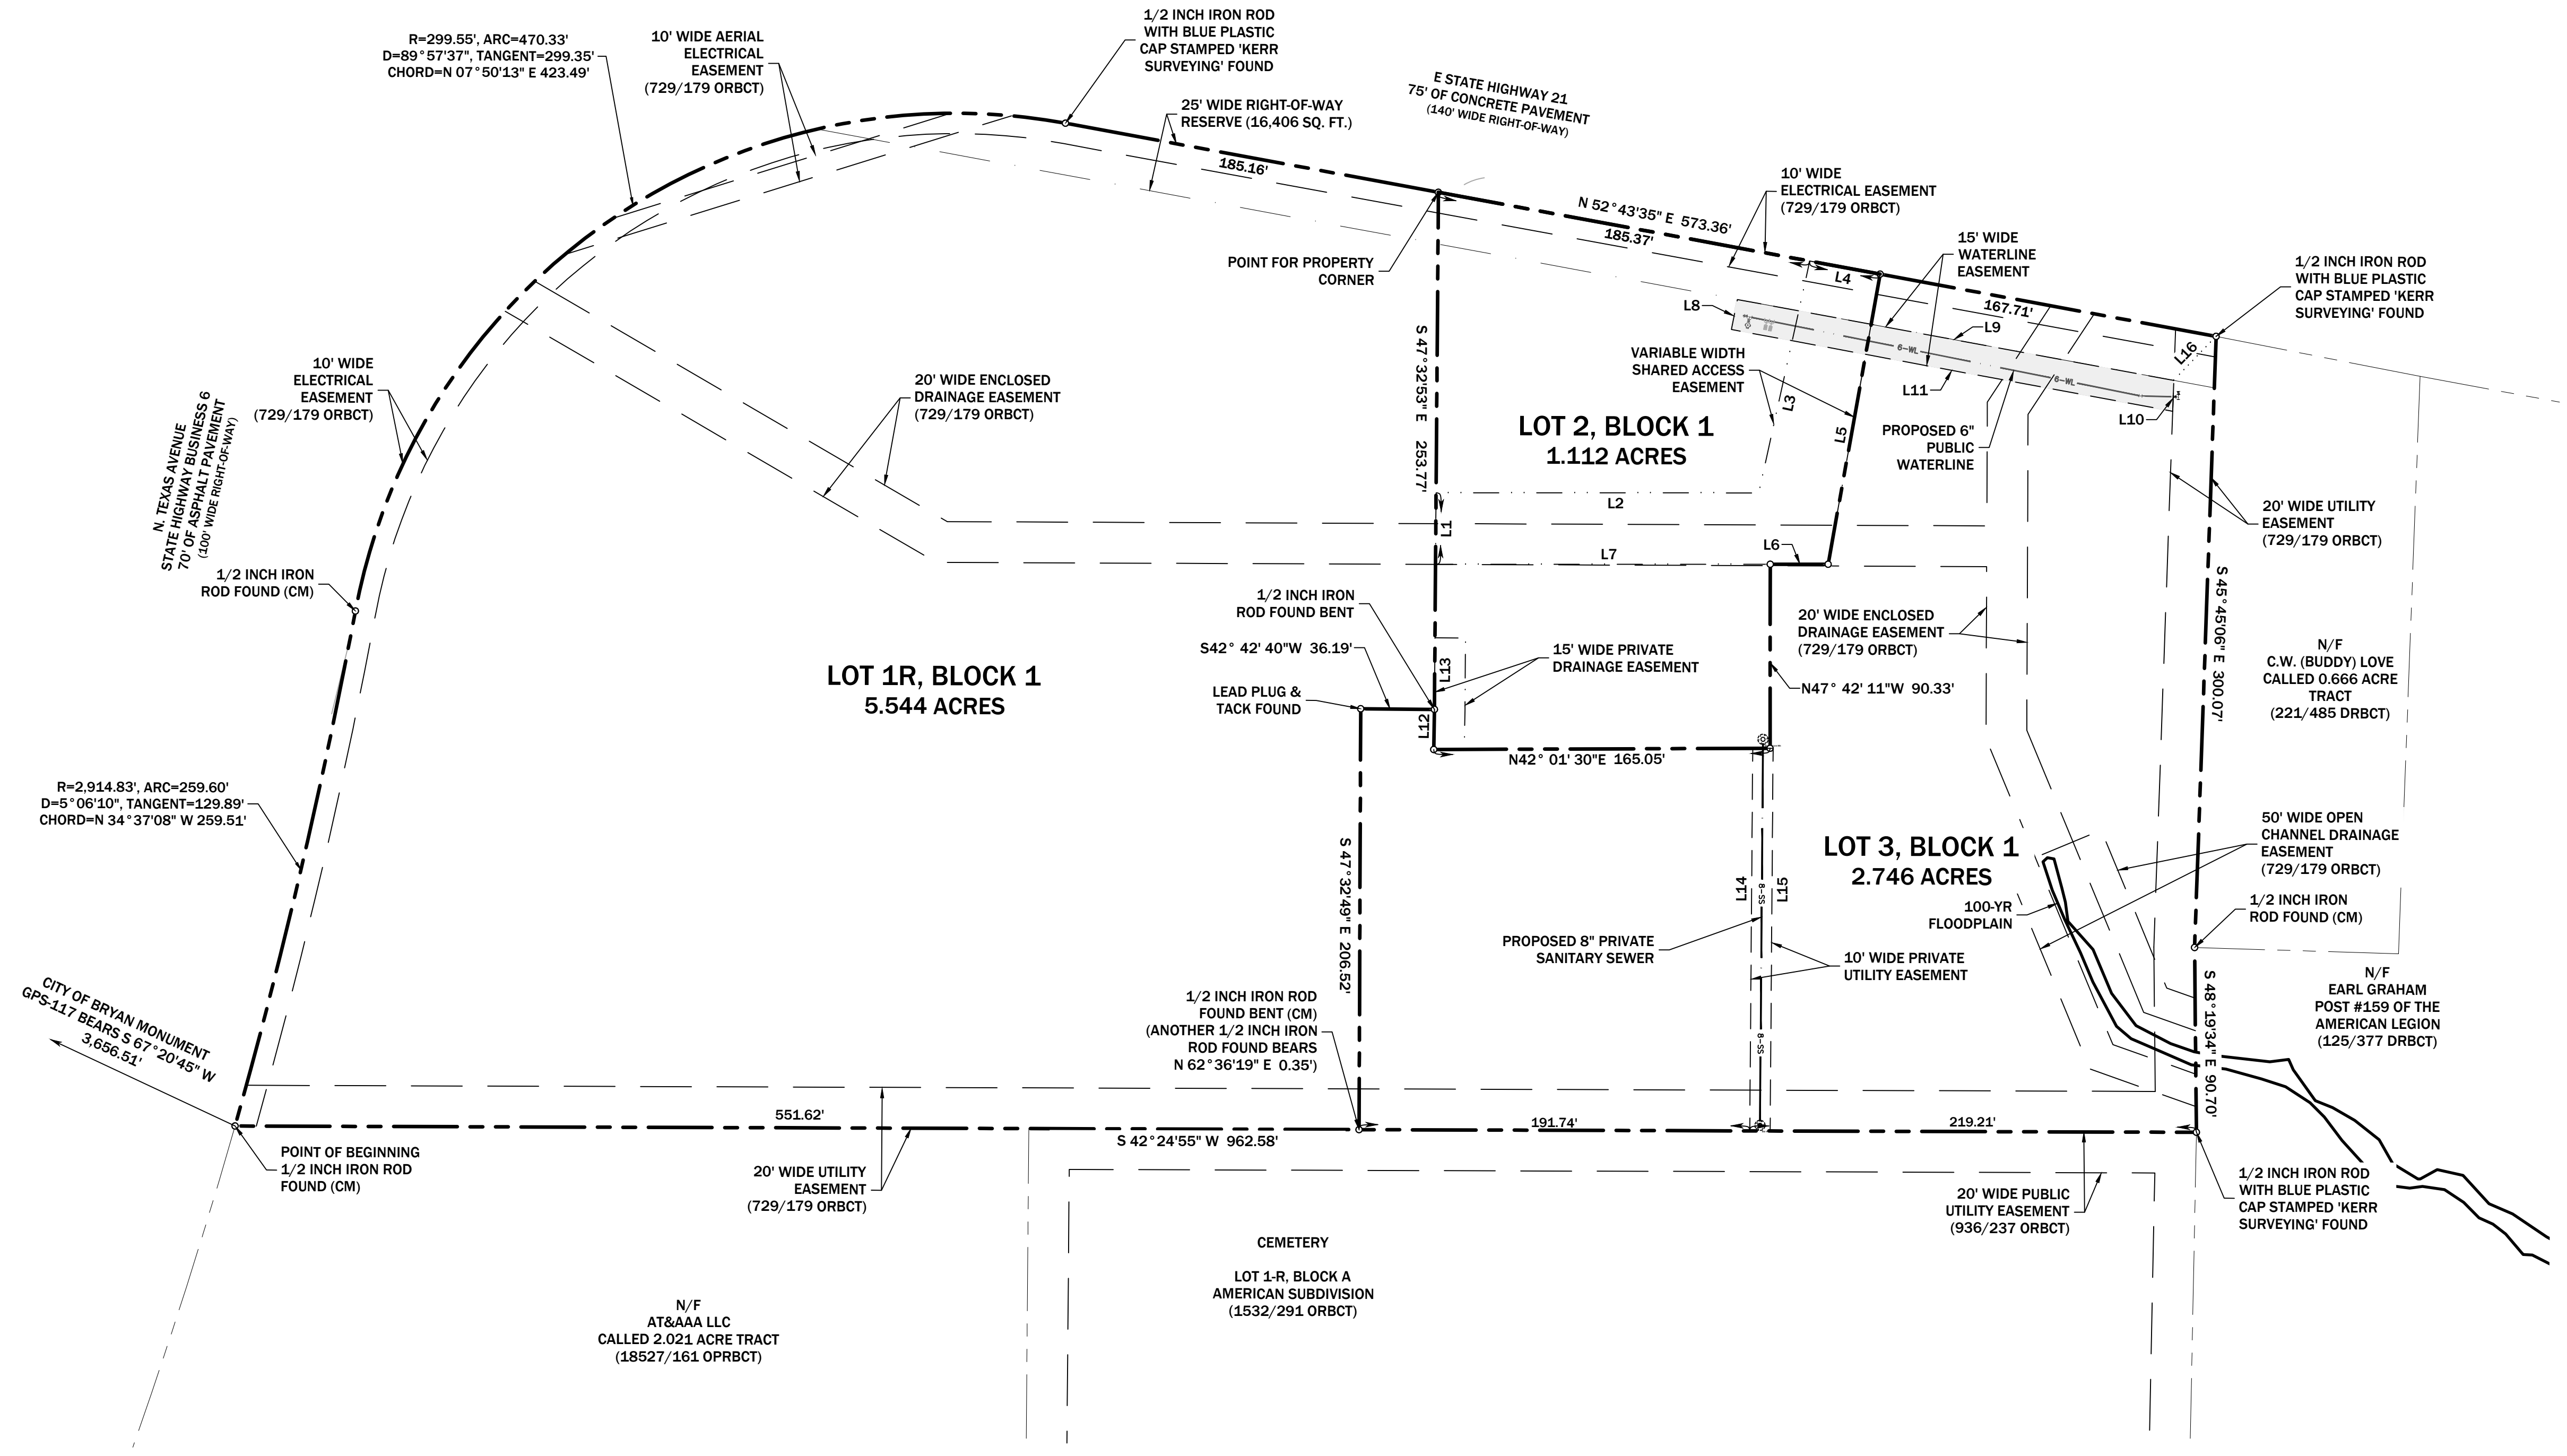 R=299.55', ARC=470.33'
D=89°57'37", TANGENT=299.35'
CHORD=N 07°50'13" E 423.49'
10' WIDE AERIAL
ELECTRICAL
EASEMENT
(729/179 ORBCT)
1/2 INCH IRON ROD
WITH BLUE PLASTIC
CAP STAMPED 'KERR
SURVEYING' FOUND
25' WIDE RIGHT-OF-WAY
RESERVE (16,406 SQ. FT.)
E STATE HIGHWAY 21
75' OF CONCRETE PAVEMENT
(140' WIDE RIGHT-OF-WAY)
185.16'
N 52°43'35" E 573.36'
185.37'
10' WIDE
ELECTRICAL EASEMENT
(729/179 ORBCT)
15' WIDE
WATERLINE
EASEMENT
1/2 INCH IRON ROD
WITH BLUE PLASTIC
CAP STAMPED 'KERR
SURVEYING' FOUND
POINT FOR PROPERTY
CORNER
L4
L8
167.71'
L9
L16
6-WL
6-WL
L11
L10
VARIABLE WIDTH
SHARED ACCESS
EASEMENT
L3
L5
PROPOSED 6"
PUBLIC
WATERLINE
S 47°32'53" E 253.77'
LOT 2, BLOCK 1
1.112 ACRES
10' WIDE
ELECTRICAL
EASEMENT
(729/179 ORBCT)
20' WIDE ENCLOSED
DRAINAGE EASEMENT
(729/179 ORBCT)
N. TEXAS AVENUE
STATE HIGHWAY BUSINESS 6
70' OF ASPHALT PAVEMENT
(100' WIDE RIGHT-OF-WAY)
L2
L1
L7
L6
20' WIDE UTILITY
EASEMENT
(729/179 ORBCT)
1/2 INCH IRON
ROD FOUND (CM)
1/2 INCH IRON
ROD FOUND BENT
S42° 42' 40"W 36.19'
LEAD PLUG &
TACK FOUND
L13
L12
15' WIDE PRIVATE
DRAINAGE EASEMENT
20' WIDE ENCLOSED
DRAINAGE EASEMENT
(729/179 ORBCT)
N47° 42' 11"W 90.33'
S 45°45'06" E 300.07'
N/F
C.W. (BUDDY) LOVE
CALLED 0.666 ACRE
TRACT
(221/485 DRBCT)
LOT 1R, BLOCK 1
5.544 ACRES
N42° 01' 30"E 165.05'
R=2,914.83', ARC=259.60'
D=5°06'10", TANGENT=129.89'
CHORD=N 34°37'08" W 259.51'
S 47°32'49" E 206.52'
L14
8-SS
L15
8-SS
LOT 3, BLOCK 1
2.746 ACRES
50' WIDE OPEN
CHANNEL DRAINAGE
EASEMENT
(729/179 ORBCT)
100-YR
FLOODPLAIN
1/2 INCH IRON
ROD FOUND (CM)
PROPOSED 8" PRIVATE
SANITARY SEWER
10' WIDE PRIVATE
UTILITY EASEMENT
S 48°19'34" E 90.70'
N/F
EARL GRAHAM
POST #159 OF THE
AMERICAN LEGION
(125/377 DRBCT)
CITY OF BRYAN MONUMENT
GPS-117 BEARS S 67°20'45" W
3,656.51'
1/2 INCH IRON ROD
FOUND BENT (CM)
(ANOTHER 1/2 INCH IRON
ROD FOUND BEARS
N 62°36'19" E 0.35')
551.62'
S 42°24'55" W 962.58'
191.74'
219.21'
POINT OF BEGINNING
1/2 INCH IRON ROD
FOUND (CM)
20' WIDE UTILITY
EASEMENT
(729/179 ORBCT)
20' WIDE PUBLIC
UTILITY EASEMENT
(936/237 ORBCT)
1/2 INCH IRON ROD
WITH BLUE PLASTIC
CAP STAMPED 'KERR
SURVEYING' FOUND
CEMETERY
LOT 1-R, BLOCK A
AMERICAN SUBDIVISION
(1532/291 ORBCT)
N/F
AT&AAA LLC
CALLED 2.021 ACRE TRACT
(18527/161 OPRBCT)